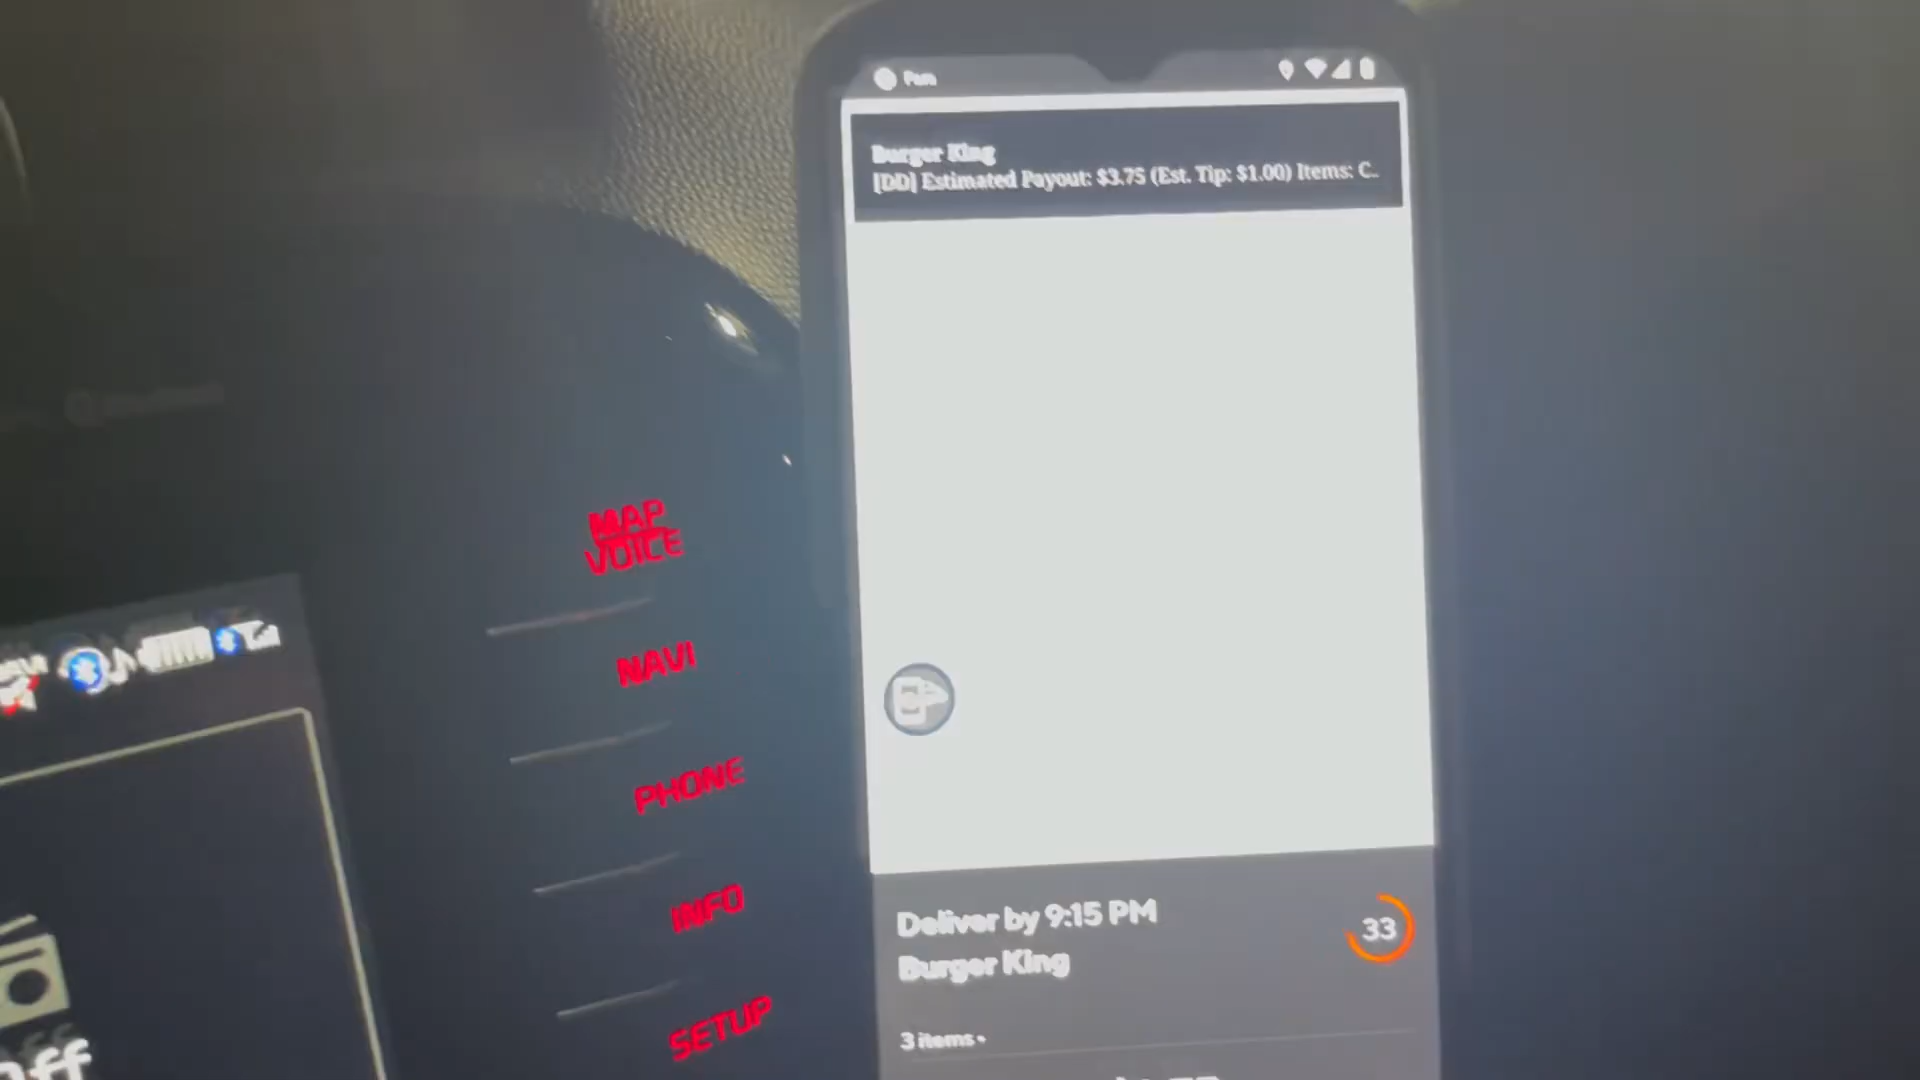 Burger King
[DD] Estimated Payout: $3.75 (Est. Tip: $1.00) Items: C..
MAP
VOICE
NAVI
PHONE
INFO
SETUP
Deliver by 9:15 PM
33
Burger King
3 items •